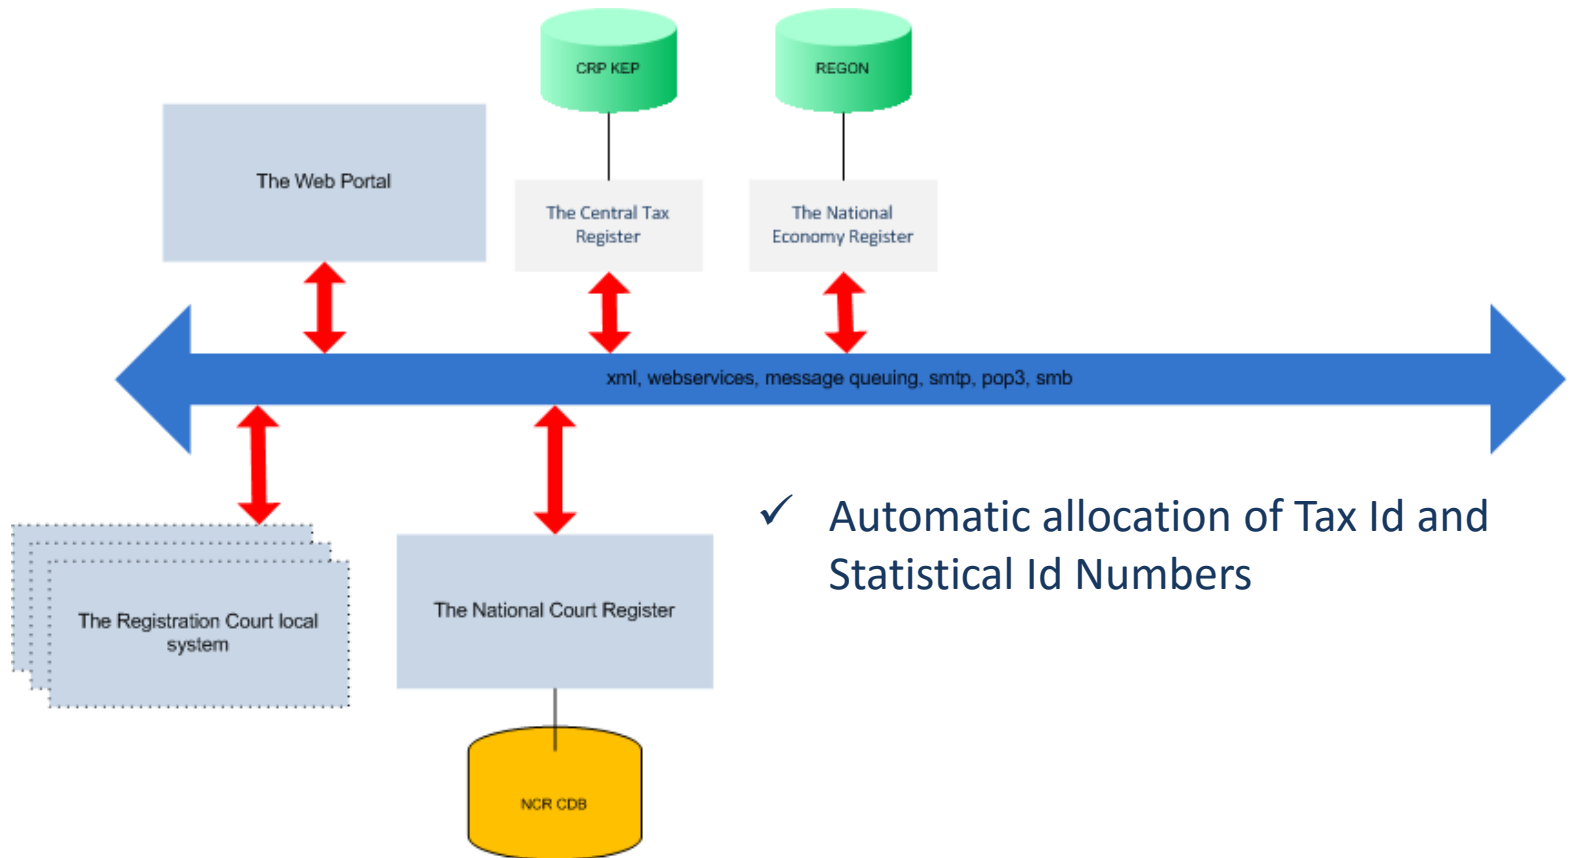 CRP KEP
REGON
The Web Portal
The Central Tax
Register
The National
Economy Register
xml, webservices, message queuing, smtp, pop3, smb
✓ Automatic allocation of Tax Id and
Statistical Id Numbers
The Registration Court local
system
The National Court Register
NCR CDB